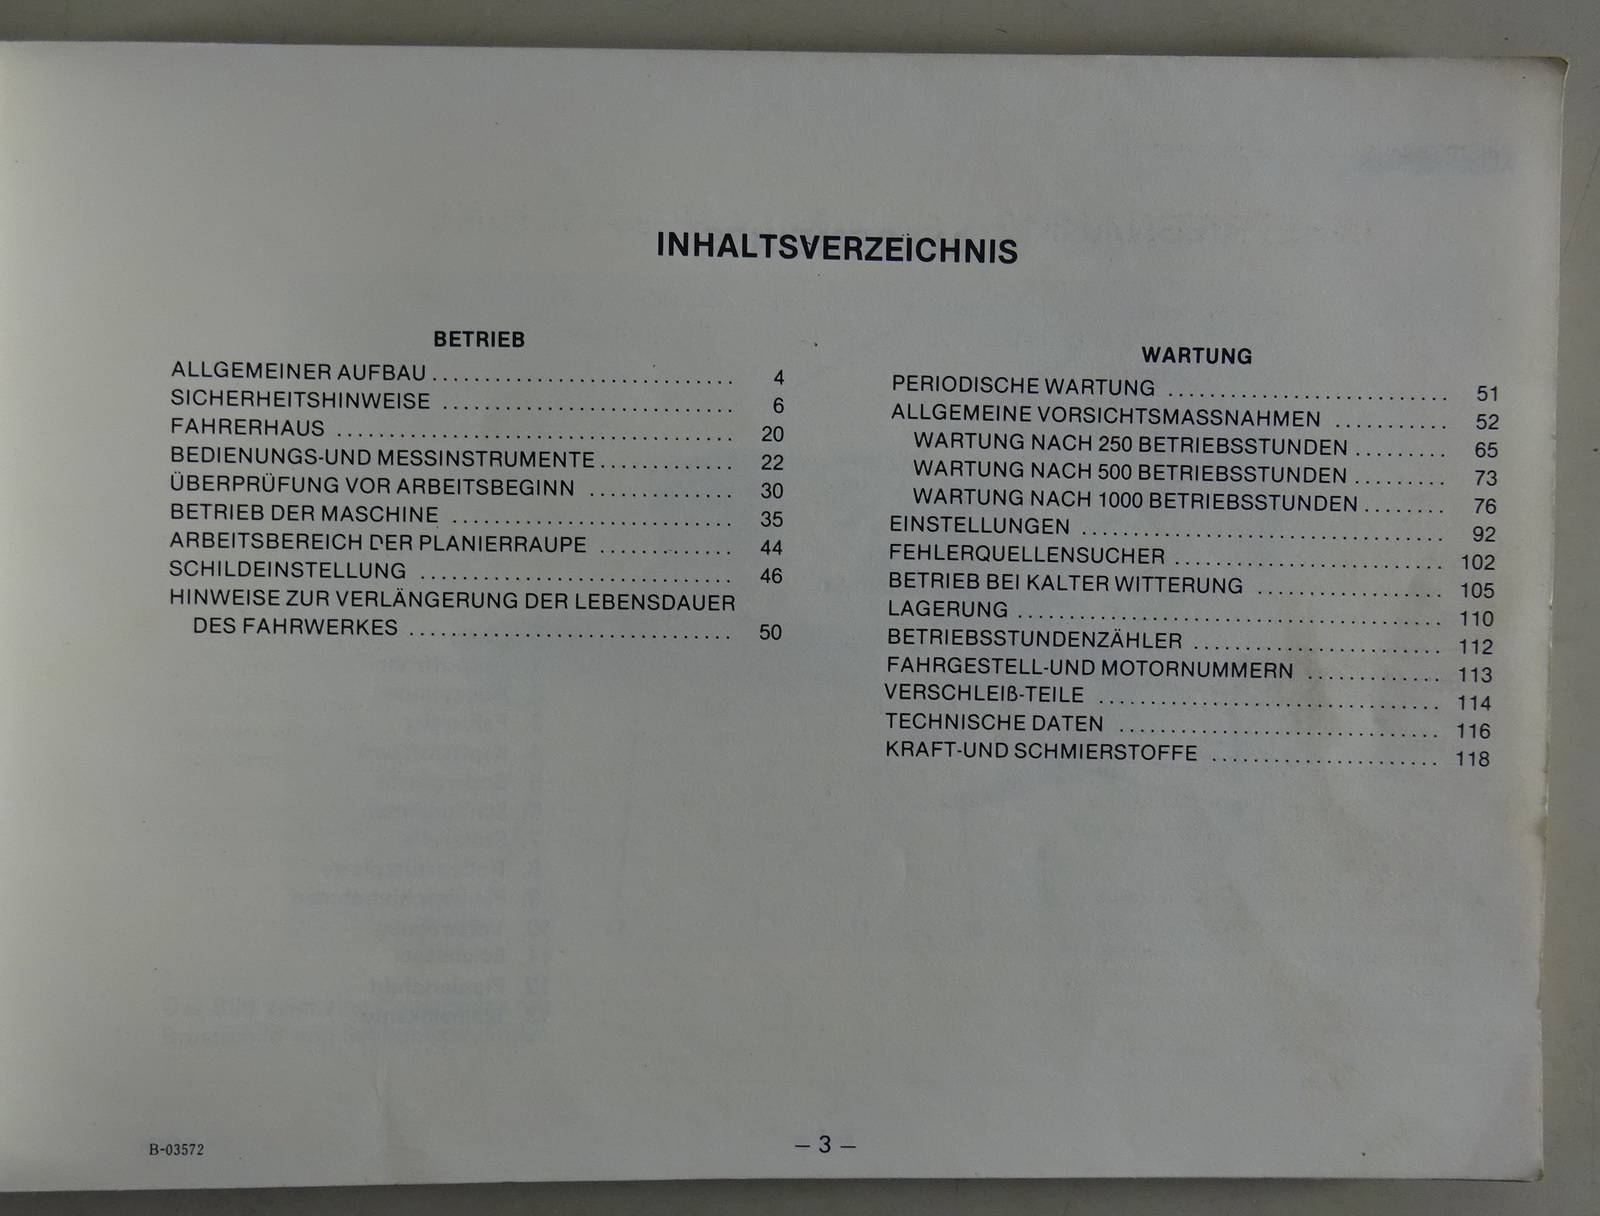 INHALTSVERZEICHNIS
BETRIEB
ALLGEMEINER AUFBAU ............................ 4
SICHERHEITSHINWEISE ........................... 6
FAHRERHAUS ..................................... 20
BEDIENUNGS-UND MESSINSTRUMENTE ............. 22
ÜBERPRÜFUNG VOR ARBEITSBEGINN .............. 30
BETRIEB DER MASCHINE ........................... 35
ARBEITSBEREICH DER PLANIERRAUPE ............. 44
SCHILDEINSTELLUNG .............................. 46
HINWEISE ZUR VERLÄNGERUNG DER LEBENSDAUER
DES FAHRWERKES ............................... 50
WARTUNG
PERIODISCHE WARTUNG ........................... 51
ALLGEMEINE VORSICHTSMASSNAHMEN ........... 52
WARTUNG NACH 250 BETRIEBSSTUNDEN ......... 65
WARTUNG NACH 500 BETRIEBSSTUNDEN ......... 73
WARTUNG NACH 1000 BETRIEBSSTUNDEN ........ 76
EINSTELLUNGEN .................................. 92
FEHLERQUELLENSUCHER .......................... 102
BETRIEB BEI KALTER WITTERUNG .................. 105
LAGERUNG ........................................ 110
BETRIEBSSTUNDENZÄHLER ........................ 112
FAHRGESTELL-UND MOTORNUMMERN ............. 113
VERSCHLEIß-TEILE ................................ 114
TECHNISCHE DATEN .............................. 116
KRAFT-UND SCHMIERSTOFFE ...................... 118
B-03572
– 3 –